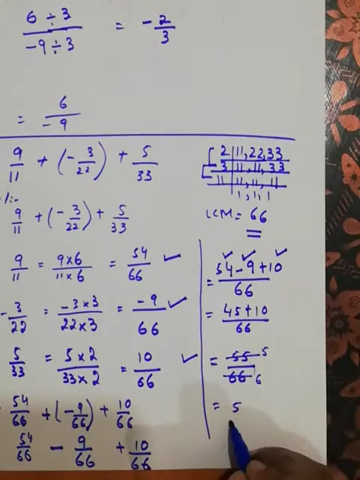 6 ÷ 3 / -9 ÷ 3 = -2/3
= 6/-9
9/11 + (-3/22) + 5/33
9/11 + (-3/22) + 5/33
9/11 = 9×6/11×6 = 54/66 ✓
-3/22 = -3×3/22×3 = -9/66 ✓
5/33 = 5×2/33×2 = 10/66 ✓
54/66 + (-9/66) + 10/66
54/66 - 9/66 + 10/66
2 | 11, 22, 33
3 | 11, 11, 33
11 | 11, 11, 11
1, 1, 1
LCM = 66
= 54 - 9 + 10 / 66
= 45 + 10 / 66
= 55/66 5 6
= 5